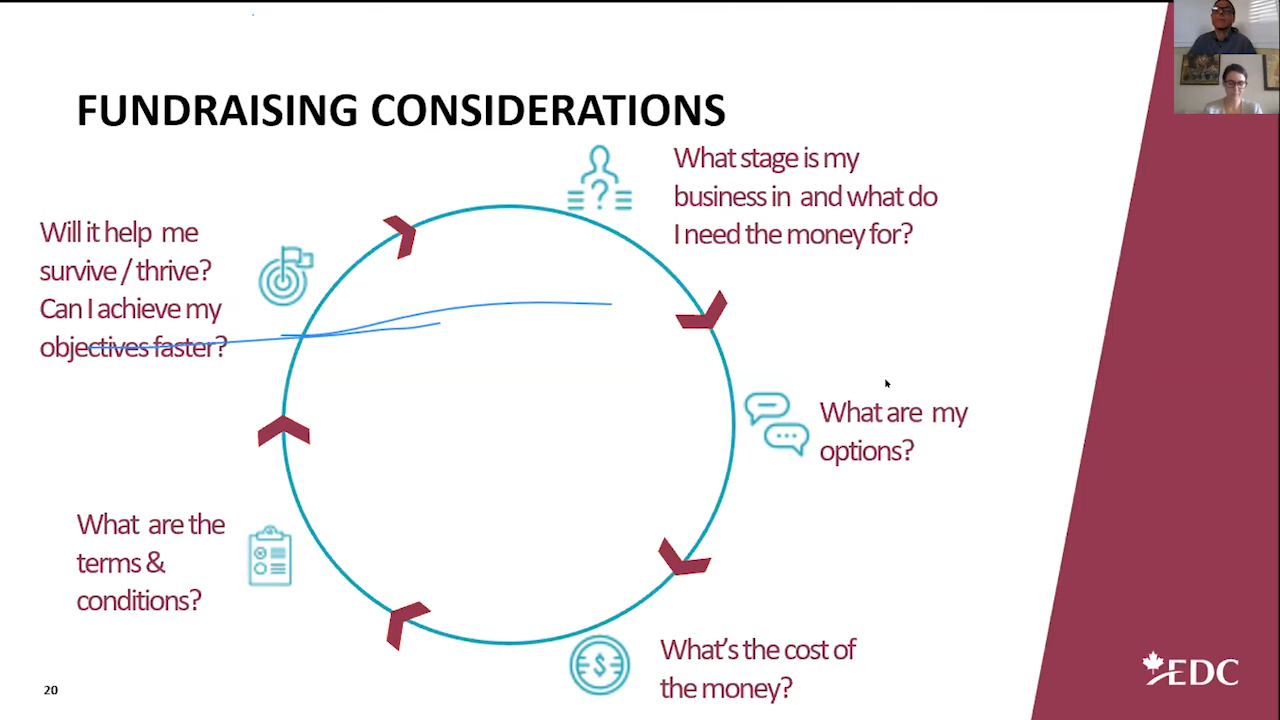 FUNDRAISING CONSIDERATIONS
What stage is my
business in and what do
I need the money for?
Will it help me
survive / thrive?
Can I achieve my
objectives faster?
What are my
options?
What are the
terms &
conditions?
What's the cost of
the money?
20
EDC